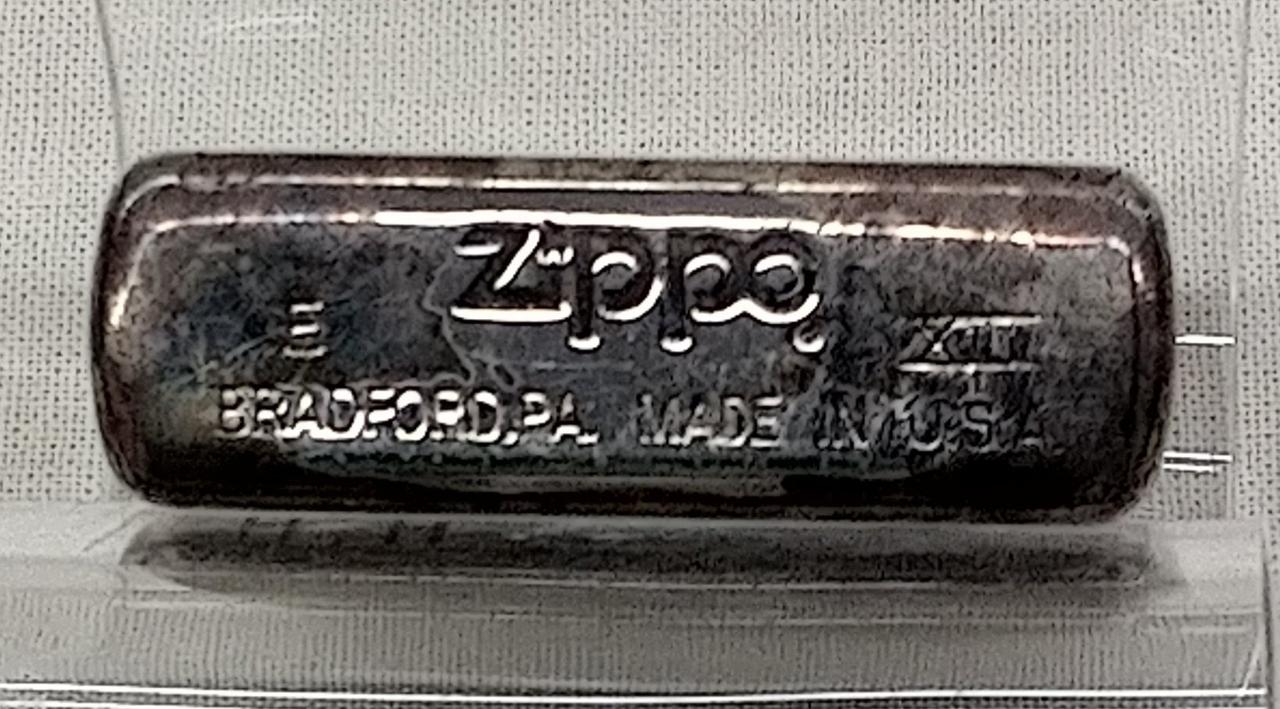 Zippo®
E XII
BRADFORD, PA. MADE IN U.S.A.